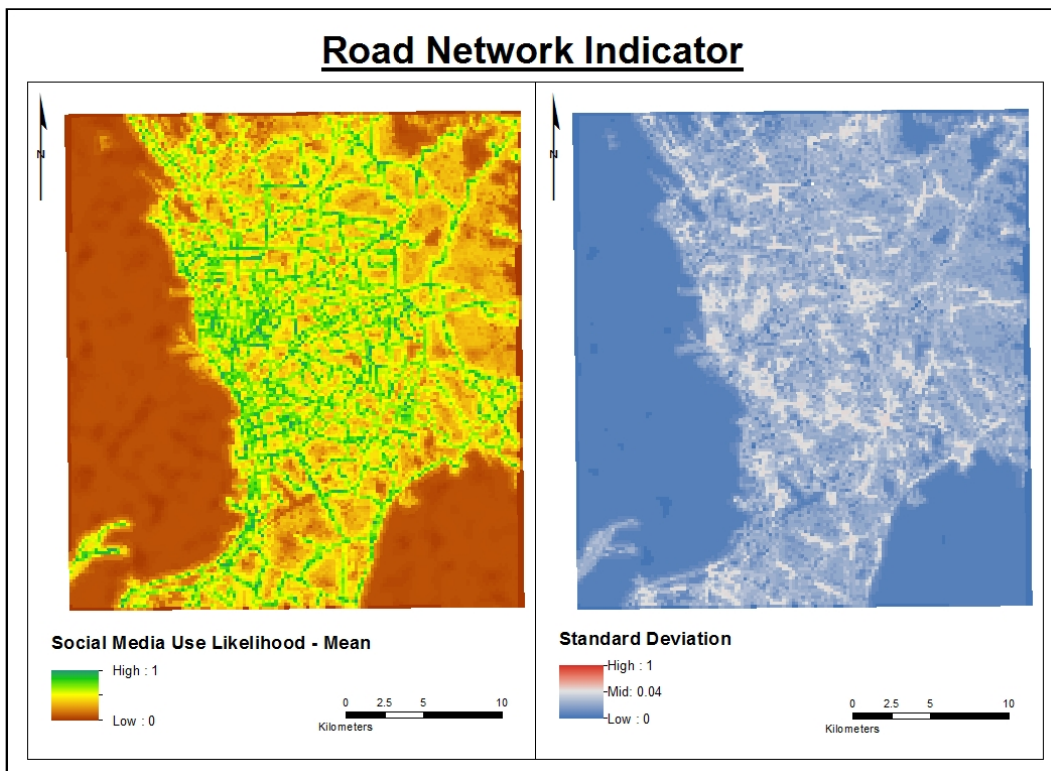 Road Network Indicator
N
N
Social Media Use Likelihood - Mean
High : 1
Low : 0
0 2.5 5 10
Kilometers
Standard Deviation
High : 1
Mid: 0.04
Low : 0
0 2.5 5 10
Kilometers